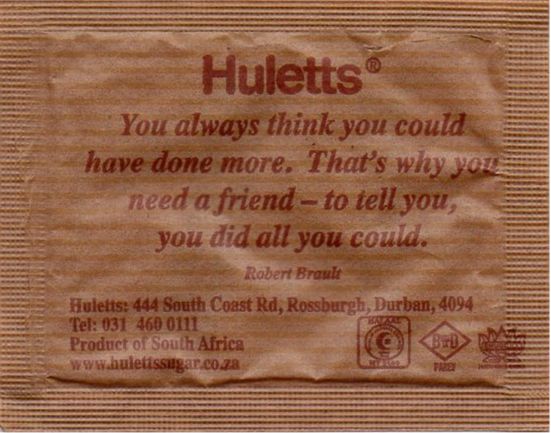 Huletts®
You always think you could
have done more. That's why you
need a friend – to tell you,
you did all you could.
Robert Brault
Huletts: 444 South Coast Rd, Rossburgh, Durban, 4094
Tel: 031 460 0111
Product of South Africa
www.hulettssugar.co.za
PAREV